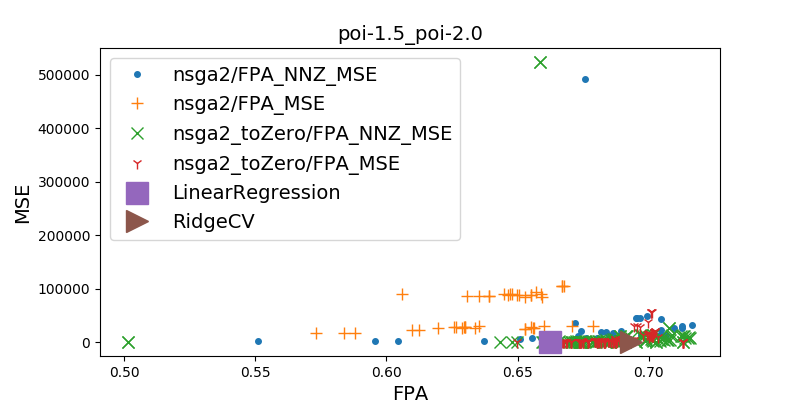 poi-1.5_poi-2.0
500000
400000
300000
200000
100000
0
MSE
nsga2/FPA_NNZ_MSE
nsga2/FPA_MSE
nsga2_toZero/FPA_NNZ_MSE
nsga2_toZero/FPA_MSE
LinearRegression
RidgeCV
0.50 0.55 0.60 0.65 0.70
FPA